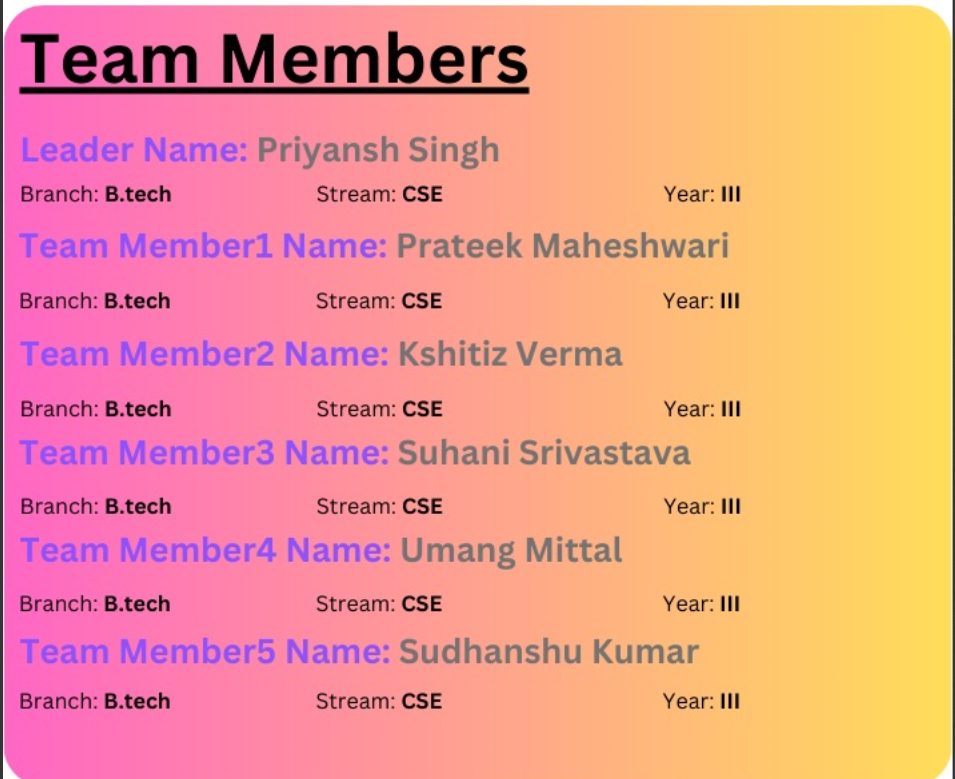 Team Members
Leader Name: Priyansh Singh
Branch: B.tech Stream: CSE Year: III
Team Member1 Name: Prateek Maheshwari
Branch: B.tech Stream: CSE Year: III
Team Member2 Name: Kshitiz Verma
Branch: B.tech Stream: CSE Year: III
Team Member3 Name: Suhani Srivastava
Branch: B.tech Stream: CSE Year: III
Team Member4 Name: Umang Mittal
Branch: B.tech Stream: CSE Year: III
Team Member5 Name: Sudhanshu Kumar
Branch: B.tech Stream: CSE Year: III